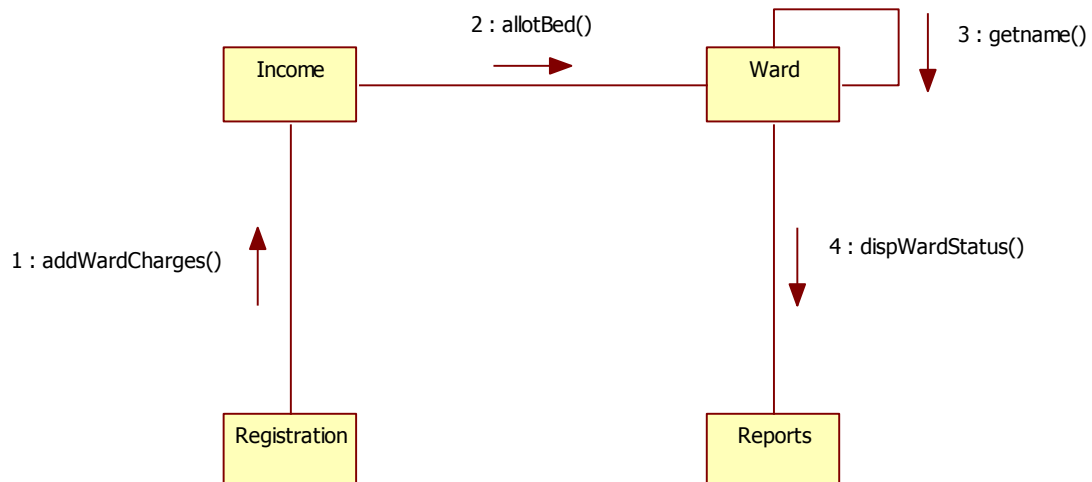 2 : allotBed()
3 : getname()
Income
Ward
1 : addWardCharges()
4 : dispWardStatus()
Registration
Reports